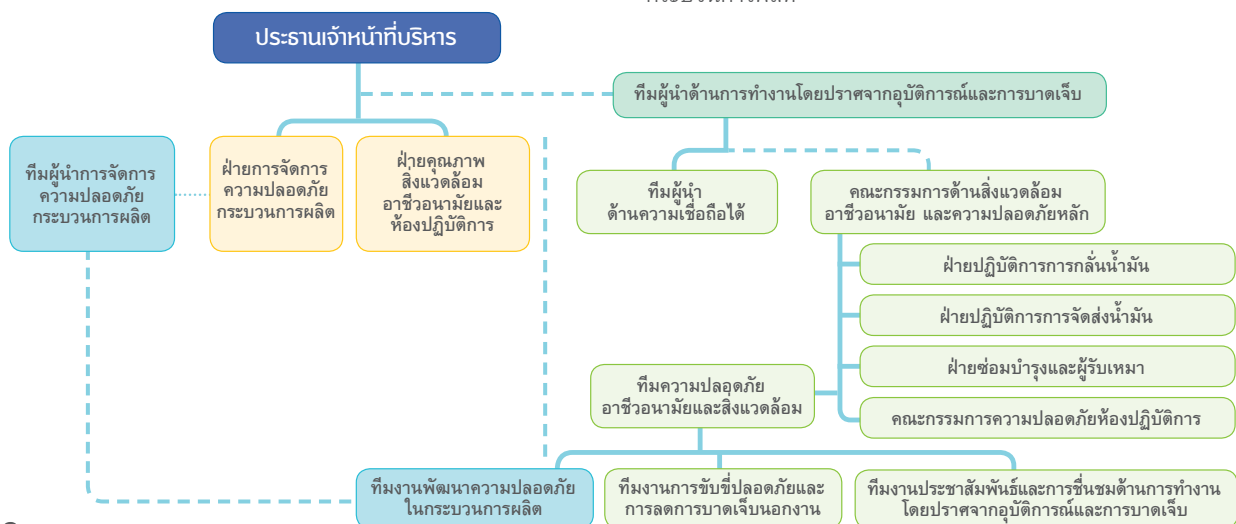 ประธานเจ้าหน้าที่บริหาร
ทีมผู้นำด้านการทำงานโดยปราศจากอุบัติการณ์และการบาดเจ็บ
ทีมผู้นำการจัดการ
ความปลอดภัย
กระบวนการผลิต
ฝ่ายการจัดการ
ความปลอดภัย
กระบวนการผลิต
ฝ่ายคุณภาพ
สิ่งแวดล้อม
อาชีวอนามัยและ
ห้องปฏิบัติการ
ทีมผู้นำ
ด้านความเชื่อถือได้
คณะกรรมการด้านสิ่งแวดล้อม
อาชีวอนามัย และความปลอดภัยหลัก
ฝ่ายปฏิบัติการการกลั่นน้ำมัน
ฝ่ายปฏิบัติการการจัดส่งน้ำมัน
ฝ่ายซ่อมบำรุงและผู้รับเหมา
คณะกรรมการความปลอดภัยห้องปฏิบัติการ
ทีมความปลอดภัย
อาชีวอนามัยและสิ่งแวดล้อม
ทีมงานพัฒนาความปลอดภัย
ในกระบวนการผลิต
ทีมงานการขับขี่ปลอดภัยและ
การลดการบาดเจ็บนอกงาน
ทีมงานประชาสัมพันธ์และการชื่นชมด้านการทำงาน
โดยปราศจากอุบัติการณ์และการบาดเจ็บ